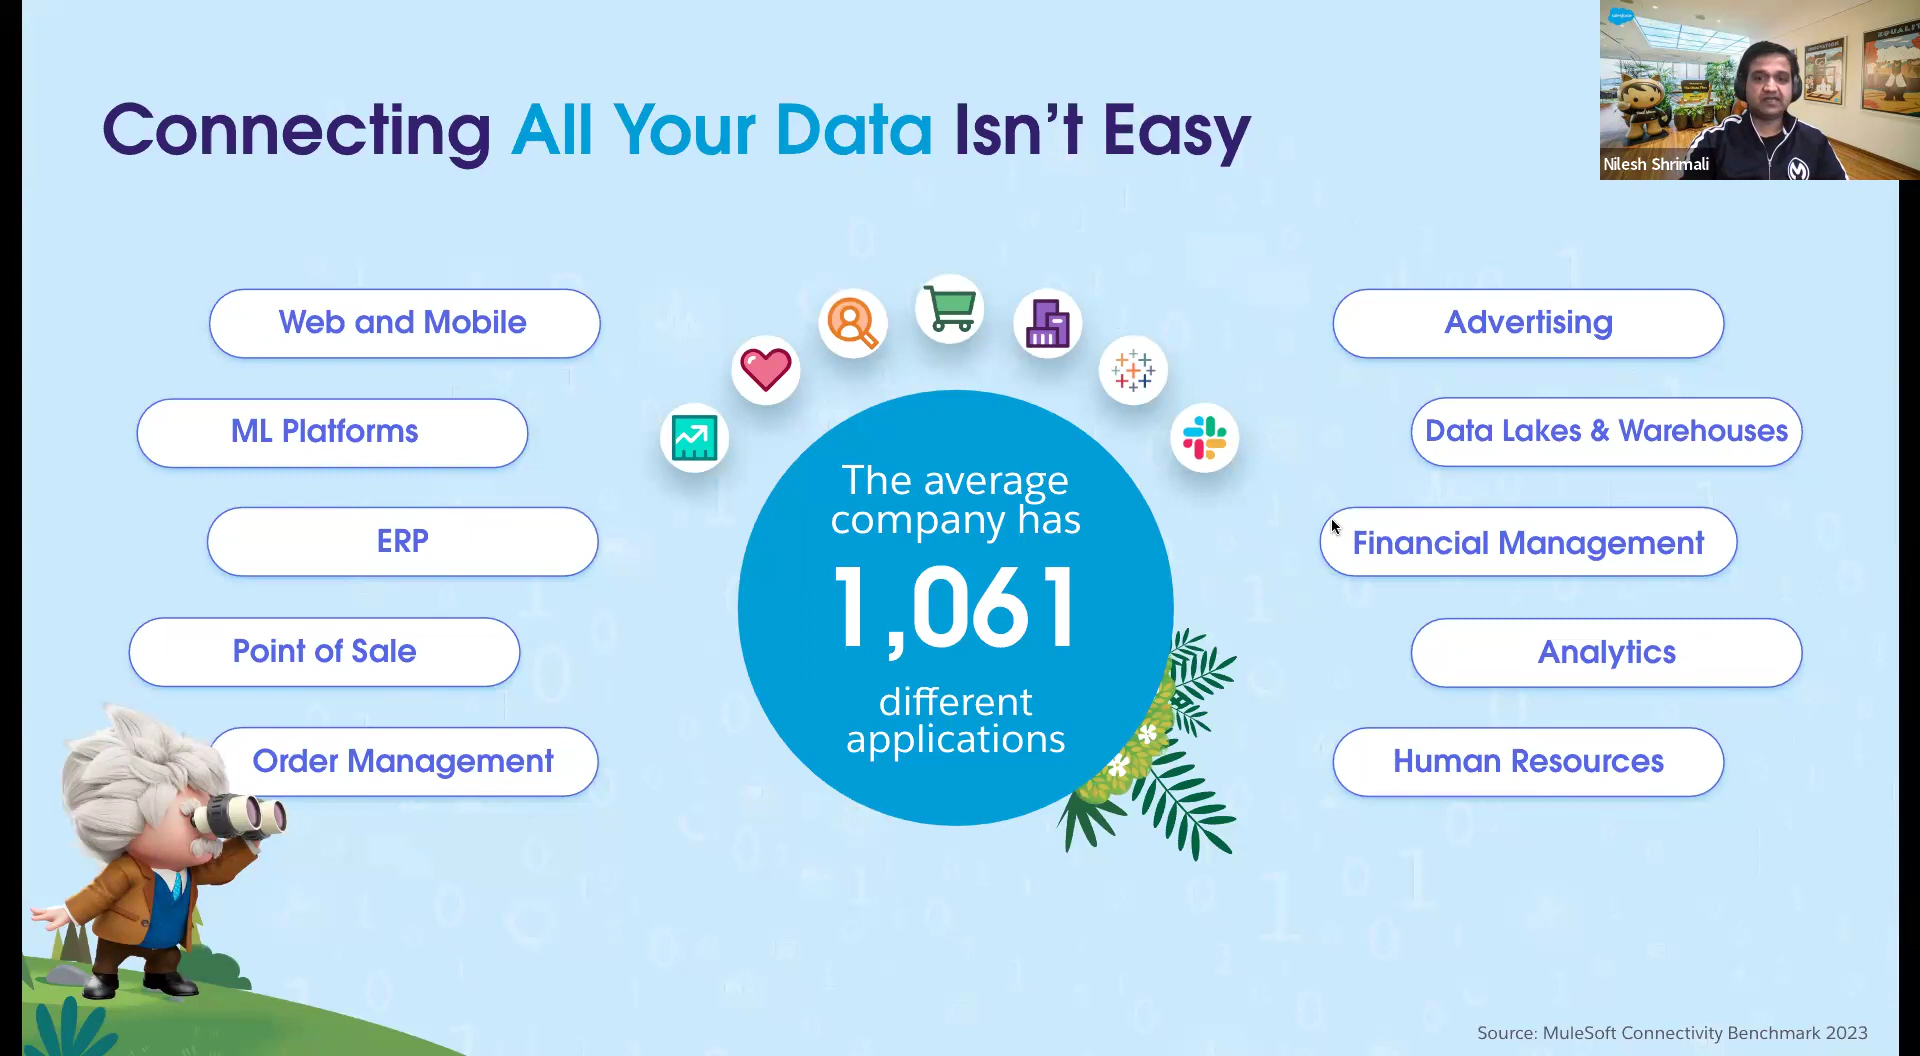 Connecting All Your Data Isn't Easy
Nilesh Shrimali
Web and Mobile
ML Platforms
ERP
Point of Sale
Order Management
The average
company has
1,061
different
applications
Advertising
Data Lakes & Warehouses
Financial Management
Analytics
Human Resources
Source: MuleSoft Connectivity Benchmark 2023